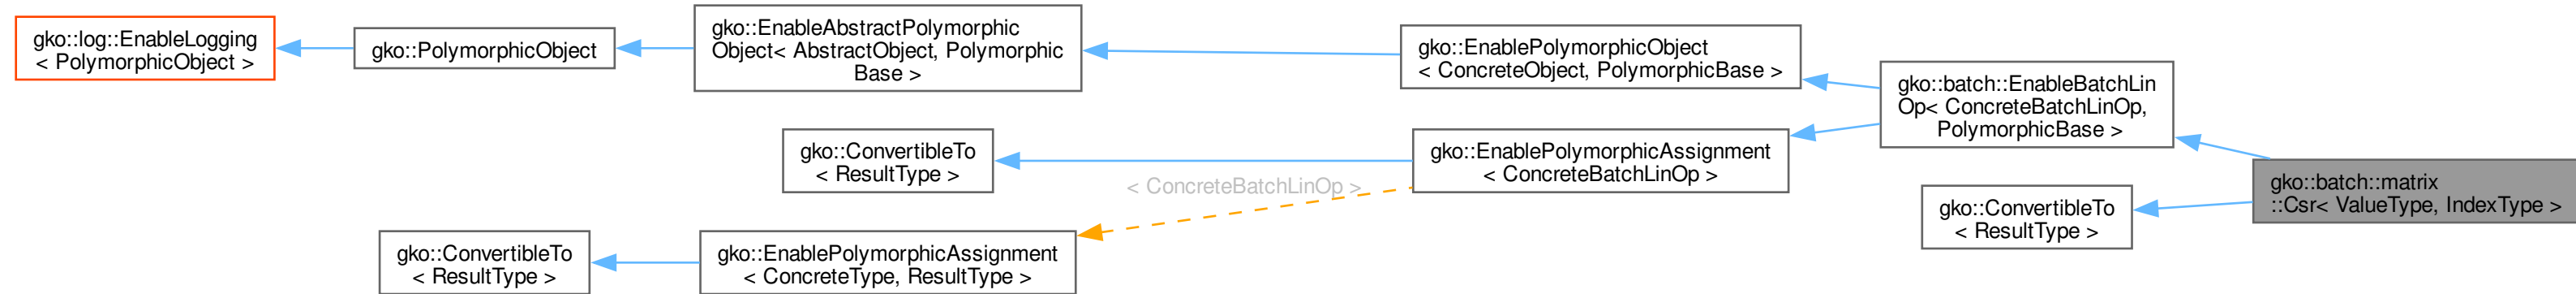 gko::log::EnableLogging
< PolymorphicObject >
gko::PolymorphicObject
gko::EnableAbstractPolymorphic
Object< AbstractObject, Polymorphic
Base >
gko::EnablePolymorphicObject
< ConcreteObject, PolymorphicBase >
gko::batch::EnableBatchLin
Op< ConcreteBatchLinOp,
PolymorphicBase >
gko::ConvertibleTo
< ResultType >
gko::EnablePolymorphicAssignment
< ConcreteBatchLinOp >
< ConcreteBatchLinOp >
gko::batch::matrix
::Csr< ValueType, IndexType >
gko::ConvertibleTo
< ResultType >
gko::ConvertibleTo
< ResultType >
gko::EnablePolymorphicAssignment
< ConcreteType, ResultType >